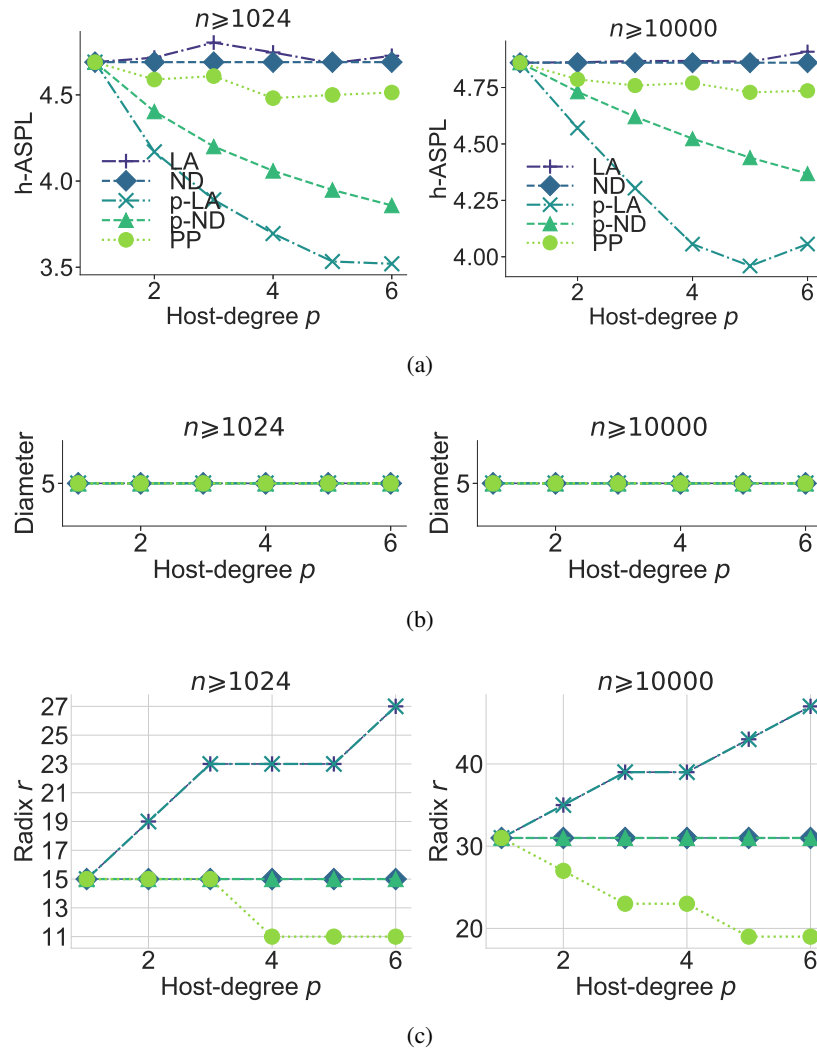 n⩾1024
n⩾10000
h-ASPL
4.5
4.0
3.5
LA
ND
p-LA
p-ND
PP
2
4
6
Host-degree p
h-ASPL
4.75
4.50
4.25
4.00
LA
ND
p-LA
p-ND
PP
2
4
6
Host-degree p
(a)
n⩾1024
n⩾10000
Diameter
5
2
4
6
Host-degree p
Diameter
5
2
4
6
Host-degree p
(b)
n⩾1024
n⩾10000
Radix r
27
25
23
21
19
17
15
13
11
2
4
6
Host-degree p
Radix r
40
30
20
2
4
6
Host-degree p
(c)